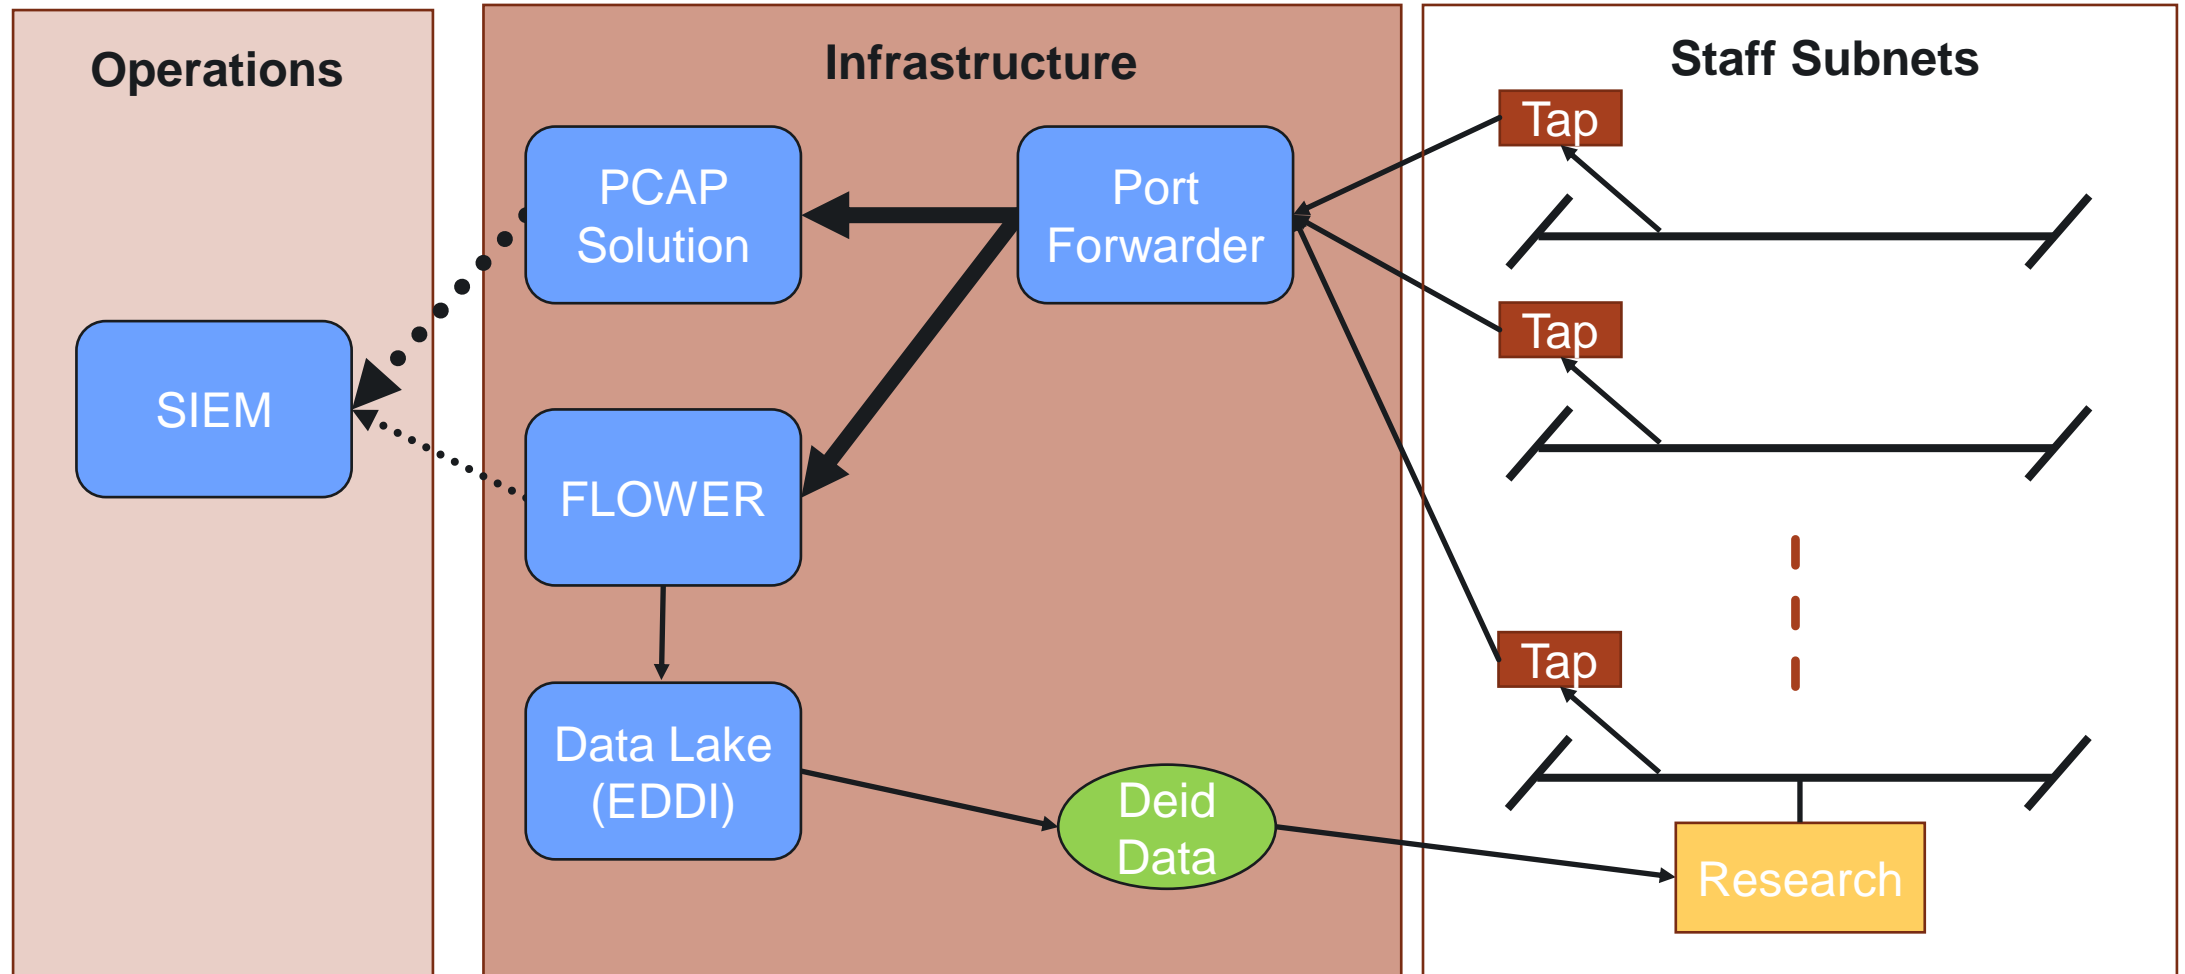 Operations
Infrastructure
Staff Subnets
PCAP
Solution
Port
Forwarder
Tap
Tap
SIEM
FLOWER
Tap
Data Lake
(EDDI)
Deid
Data
Research